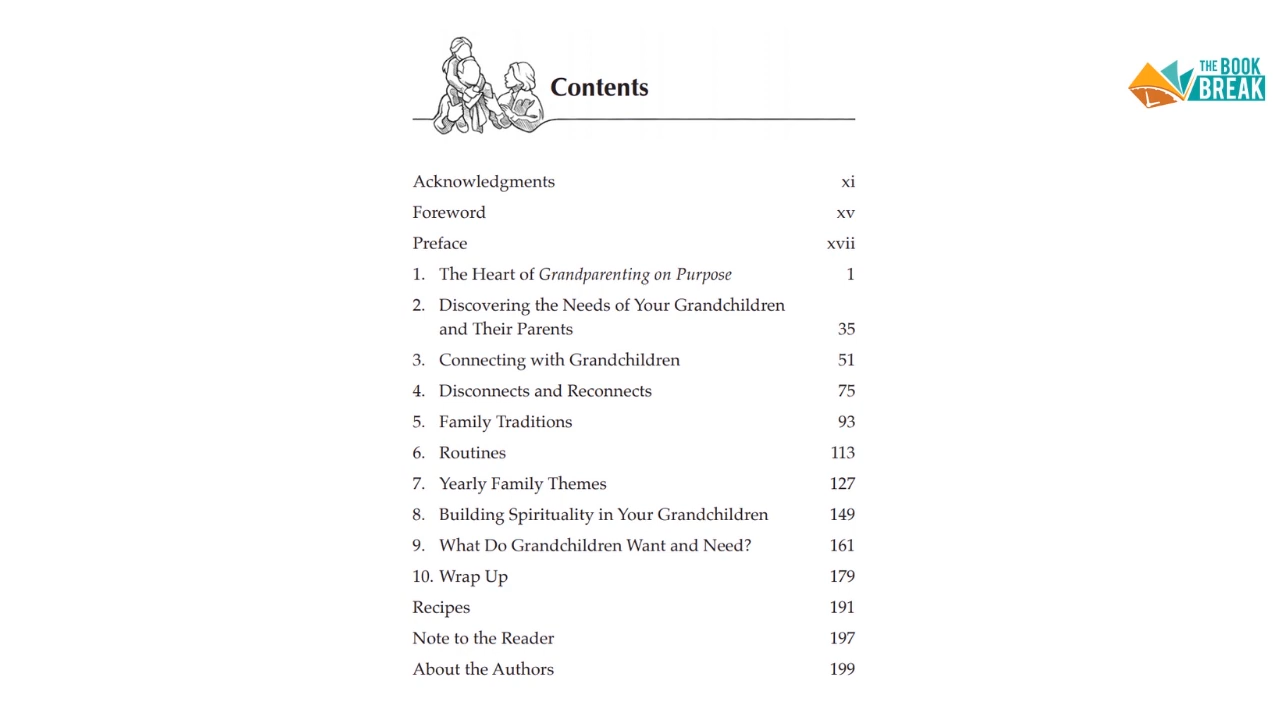 Contents
THE BOOK
BREAK
Acknowledgments xi
Foreword xv
Preface xvii
1. The Heart of Grandparenting on Purpose 1
2. Discovering the Needs of Your Grandchildren
and Their Parents 35
3. Connecting with Grandchildren 51
4. Disconnects and Reconnects 75
5. Family Traditions 93
6. Routines 113
7. Yearly Family Themes 127
8. Building Spirituality in Your Grandchildren 149
9. What Do Grandchildren Want and Need? 161
10. Wrap Up 179
Recipes 191
Note to the Reader 197
About the Authors 199